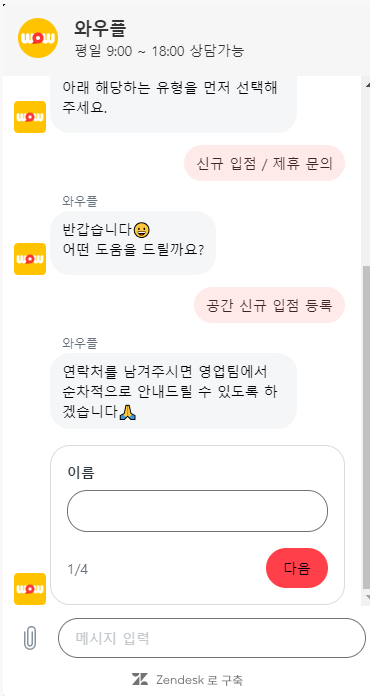 WOW
와우플
평일 9:00 ~ 18:00 상담가능
아래 해당하는 유형을 먼저 선택해
주세요.
WOW
신규 입점 / 제휴 문의
와우플
반갑습니다😀
어떤 도움을 드릴까요?
WOW
공간 신규 입점 등록
와우플
연락처를 남겨주시면 영업팀에서
순차적으로 안내드릴 수 있도록 하
겠습니다🙏
이름
1/4
다음
WOW
메시지 입력
Zendesk 로 구축